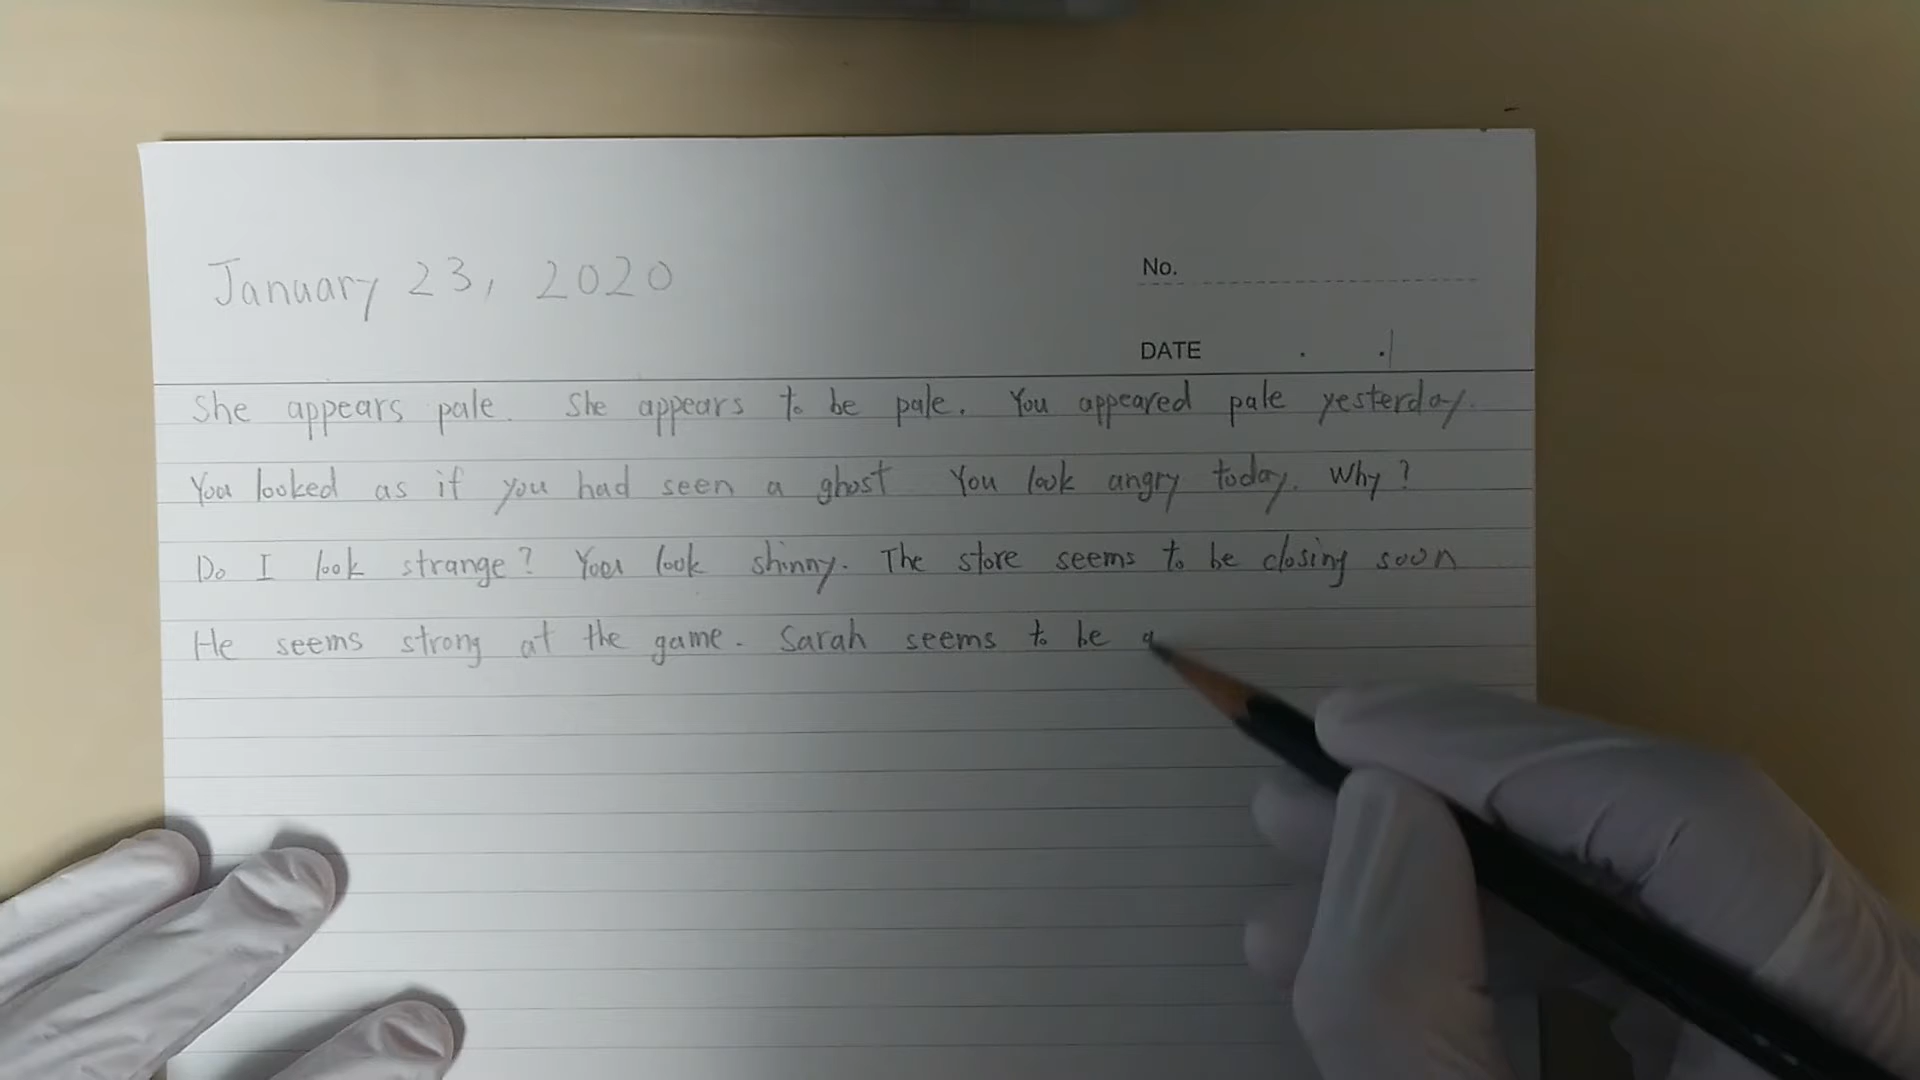 January 23, 2020
No.
DATE . .
She appears pale. She appears to be pale. You appeared pale yesterday.
You looked as if you had seen a ghost You look angry today. Why?
Do I look strange? You look shinny. The store seems to be closing soon
He seems strong at the game. Sarah seems to be